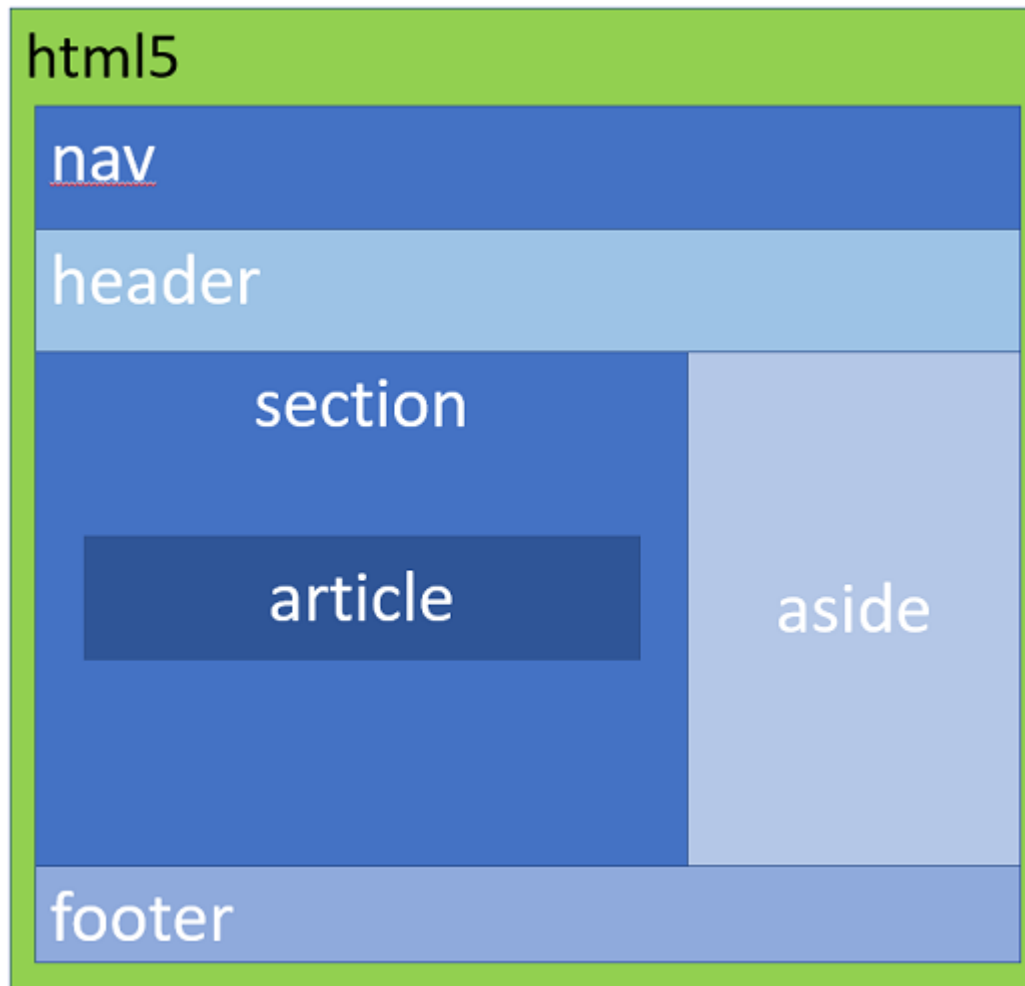 html5
nav
header
section
article
aside
footer